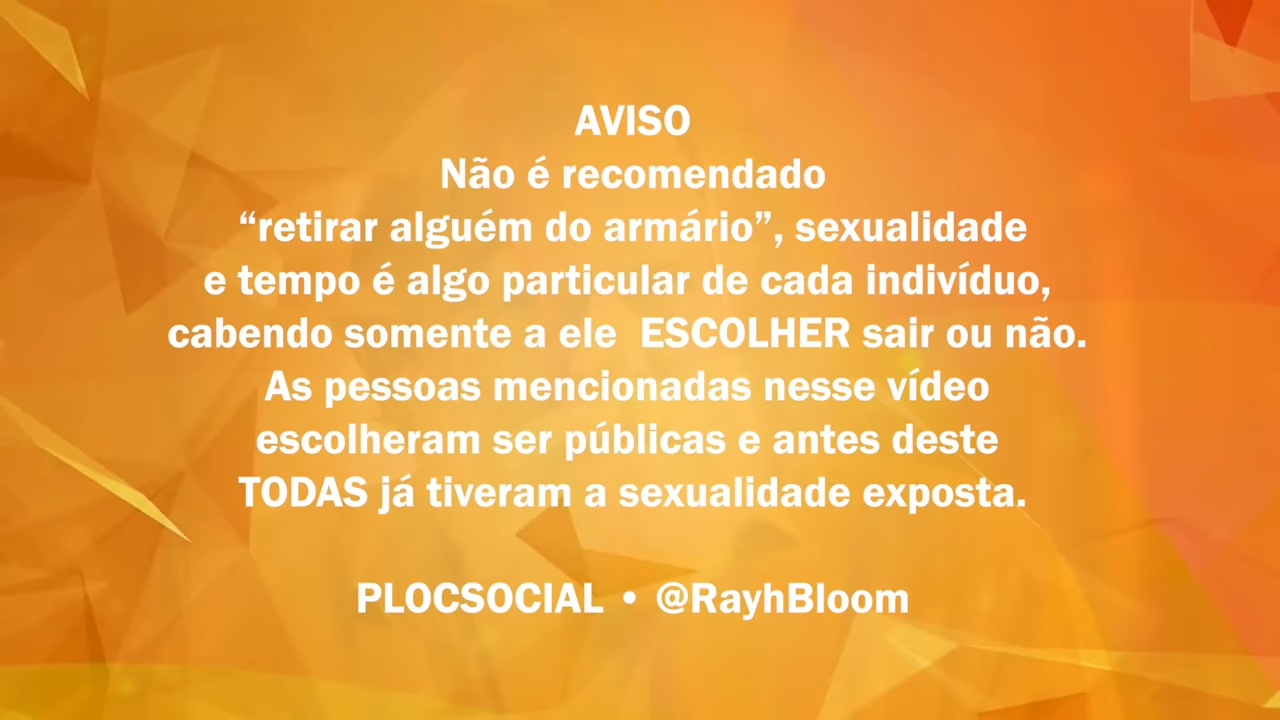 AVISO
Não é recomendado
“retirar alguém do armário”, sexualidade
e tempo é algo particular de cada indivíduo,
cabendo somente a ele ESCOLHER sair ou não.
As pessoas mencionadas nesse vídeo
escolheram ser públicas e antes deste
TODAS já tiveram a sexualidade exposta.
PLOCSOCIAL • @RayhBloom